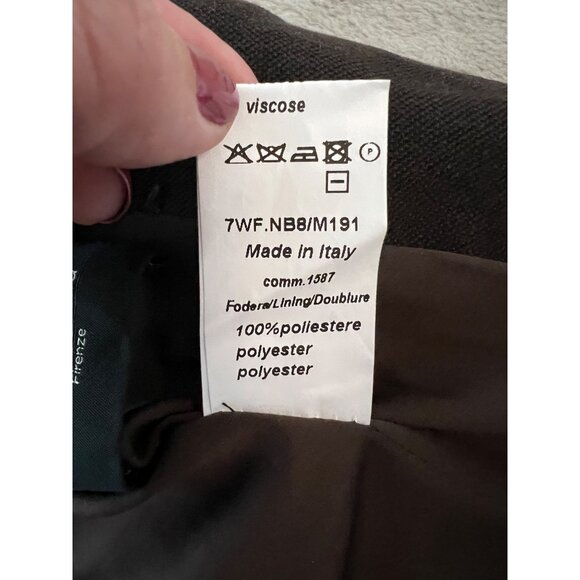 viscose
P
7WF.NB8/M191
Made in Italy
comm.1587
Fodera/Lining/Doublure
100%poliestere
polyester
polyester
Firenze